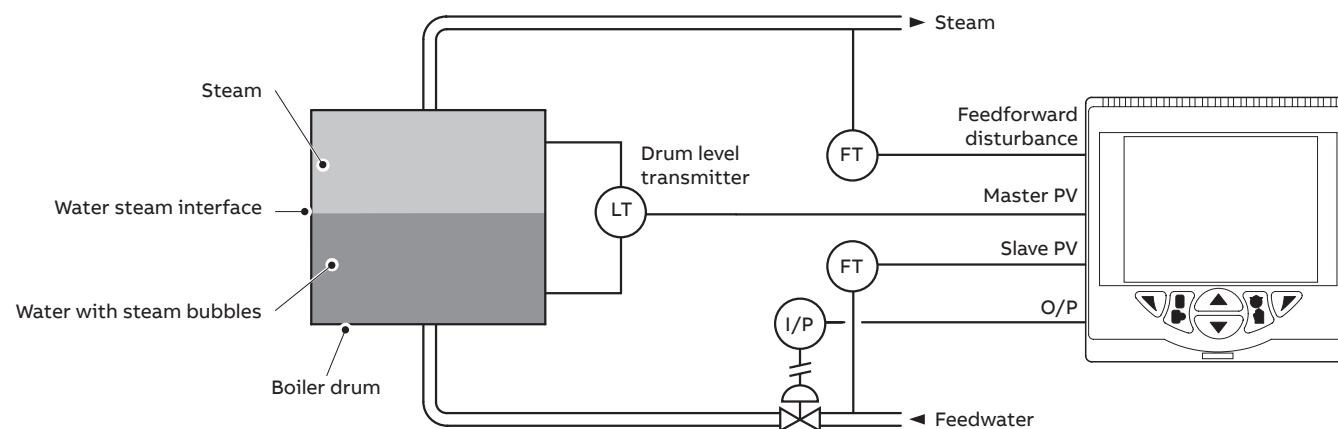 Steam
Steam
Water steam interface
Water with steam bubbles
Boiler drum
Drum level
transmitter
LT
FT
FT
I/P
Feedforward
disturbance
Master PV
Slave PV
O/P
Feedwater